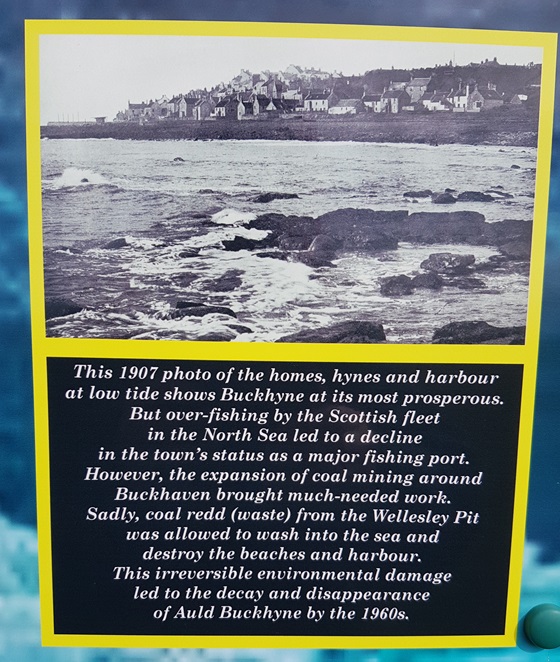 This 1907 photo of the homes, hynes and harbour
at low tide shows Buckhyne at its most prosperous.
But over-fishing by the Scottish fleet
in the North Sea led to a decline
in the town's status as a major fishing port.
However, the expansion of coal mining around
Buckhaven brought much-needed work.
Sadly, coal redd (waste) from the Wellesley Pit
was allowed to wash into the sea and
destroy the beaches and harbour.
This irreversible environmental damage
led to the decay and disappearance
of Auld Buckhyne by the 1960s.